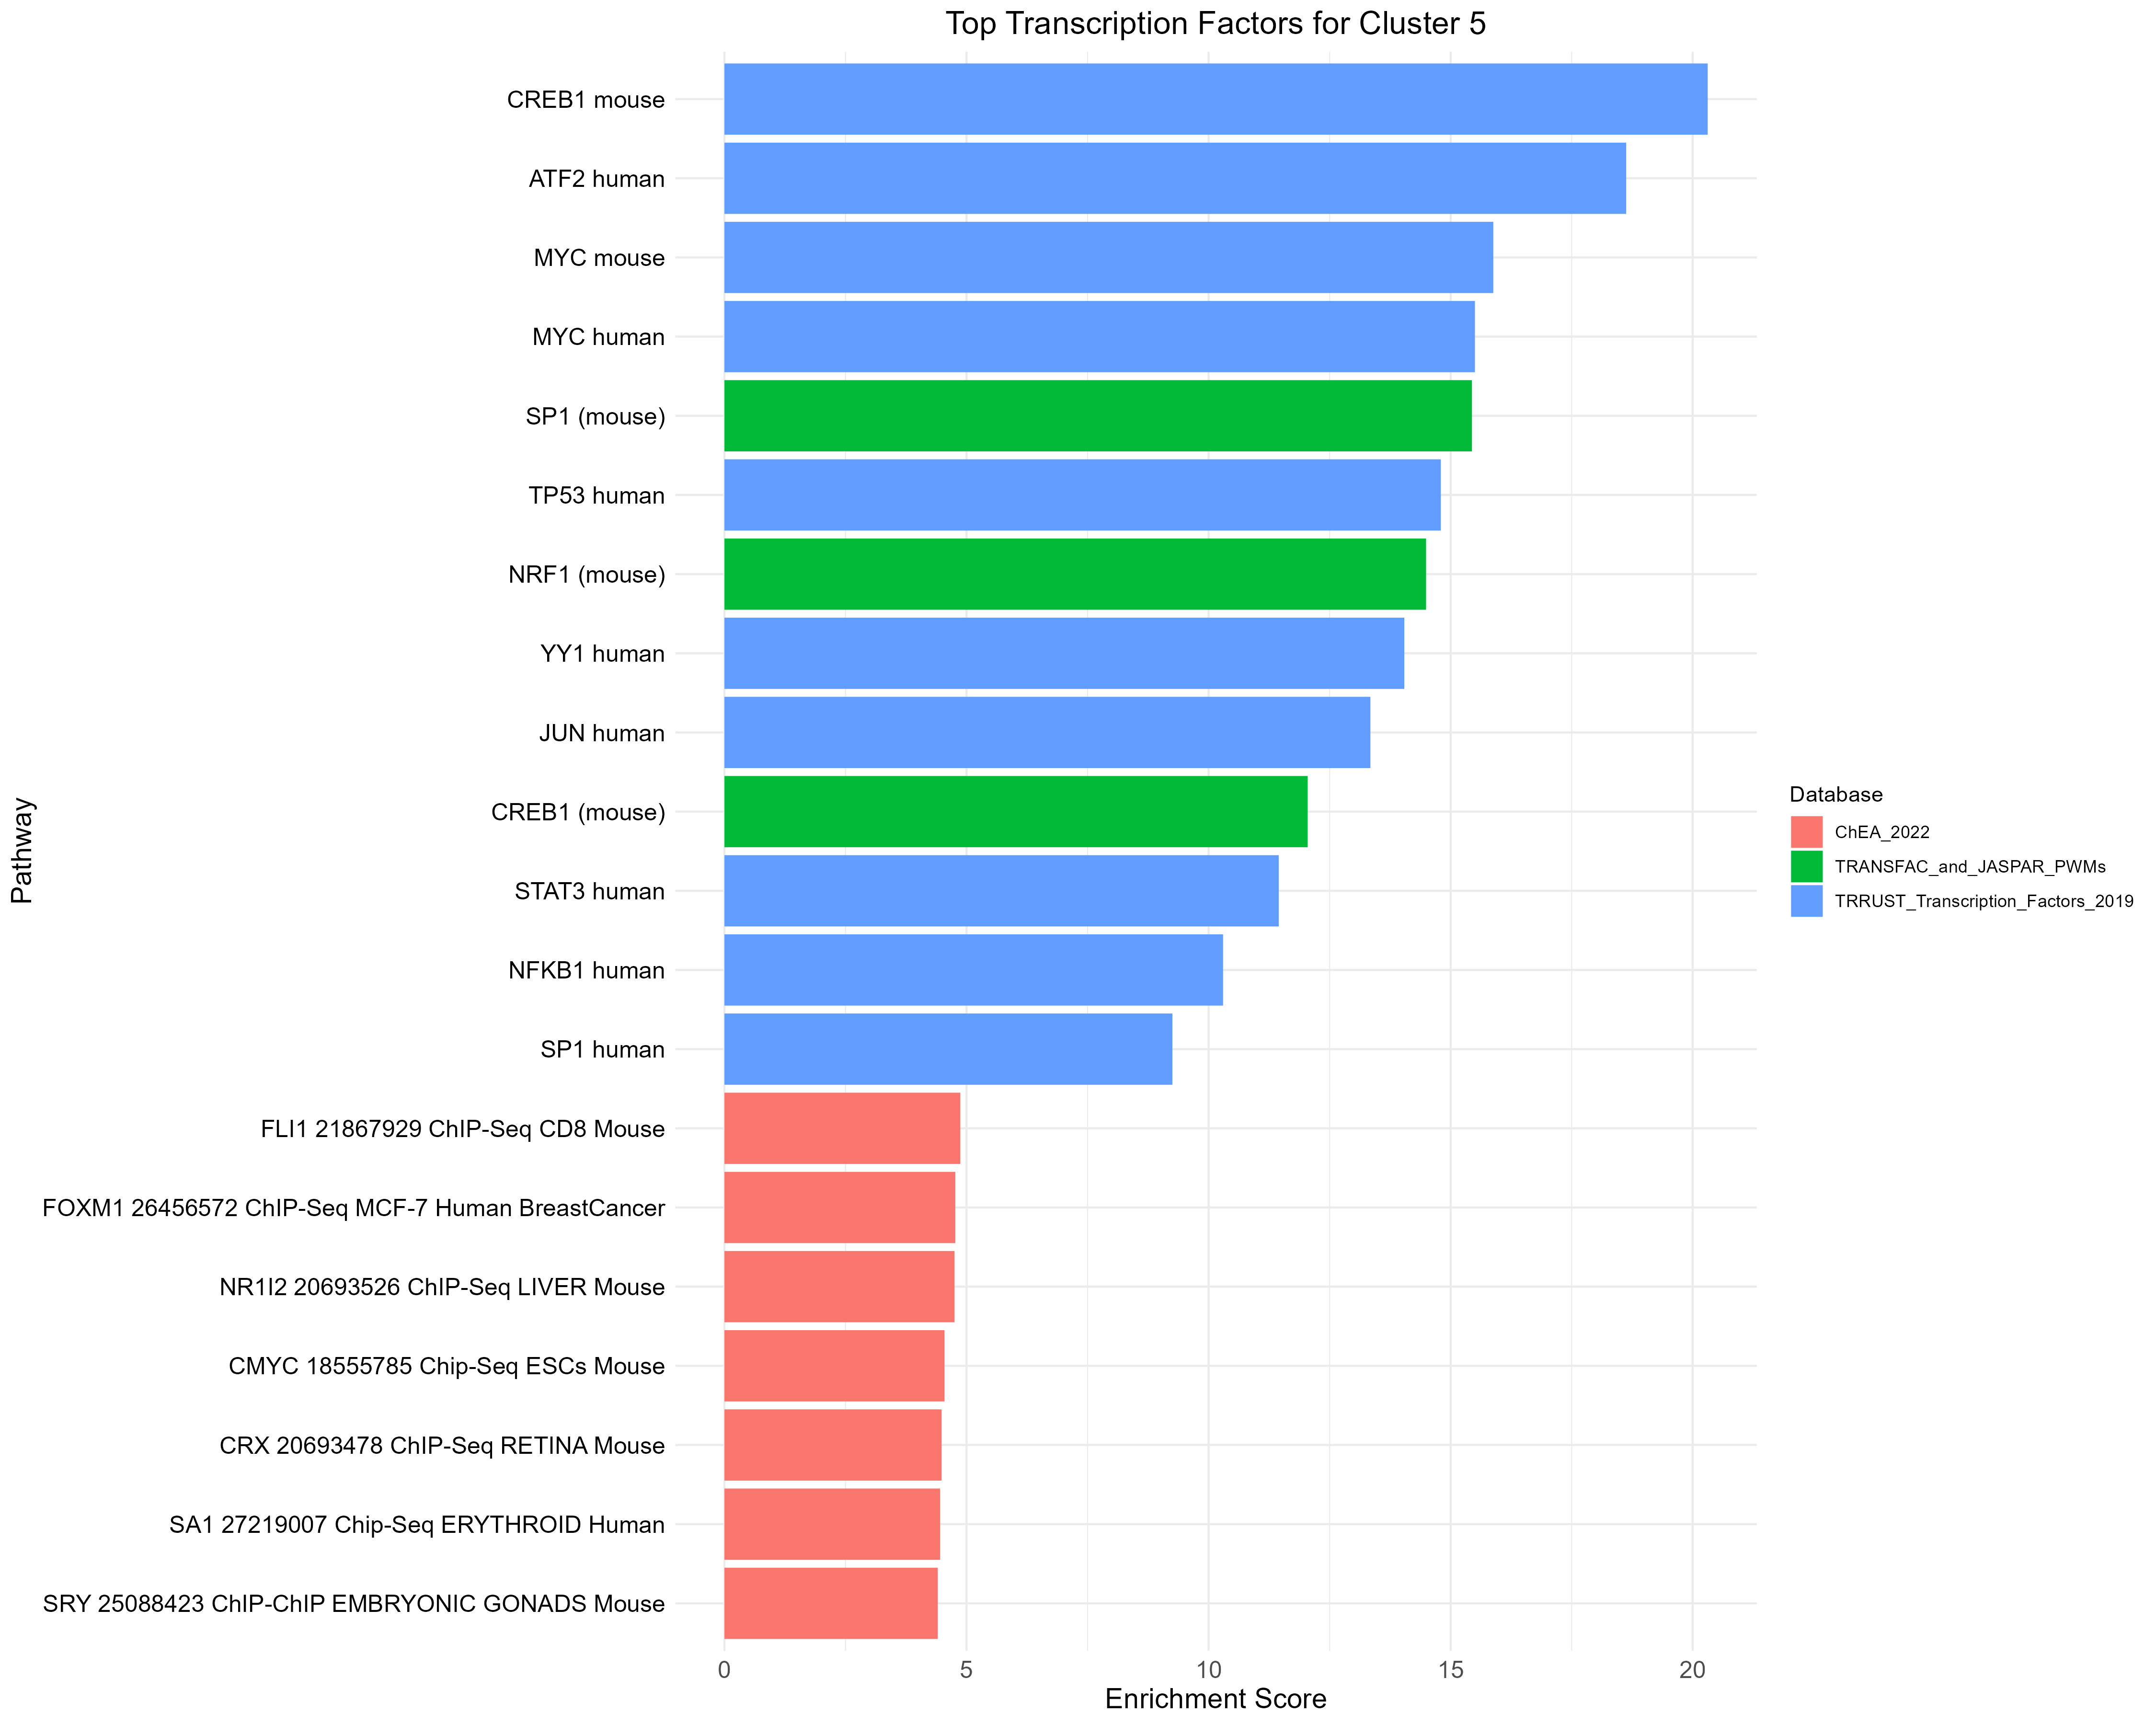 Top Transcription Factors for Cluster 5
Pathway
CREB1 mouse
ATF2 human
MYC mouse
MYC human
SP1 (mouse)
TP53 human
NRF1 (mouse)
YY1 human
JUN human
CREB1 (mouse)
STAT3 human
NFKB1 human
SP1 human
FLI1 21867929 ChIP-Seq CD8 Mouse
FOXM1 26456572 ChIP-Seq MCF-7 Human BreastCancer
NR1I2 20693526 ChIP-Seq LIVER Mouse
CMYC 18555785 Chip-Seq ESCs Mouse
CRX 20693478 ChIP-Seq RETINA Mouse
SA1 27219007 Chip-Seq ERYTHROID Human
SRY 25088423 ChIP-ChIP EMBRYONIC GONADS Mouse
0 5 10 15 20
Enrichment Score
Database
ChEA_2022
TRANSFAC_and_JASPAR_PWMs
TRRUST_Transcription_Factors_2019